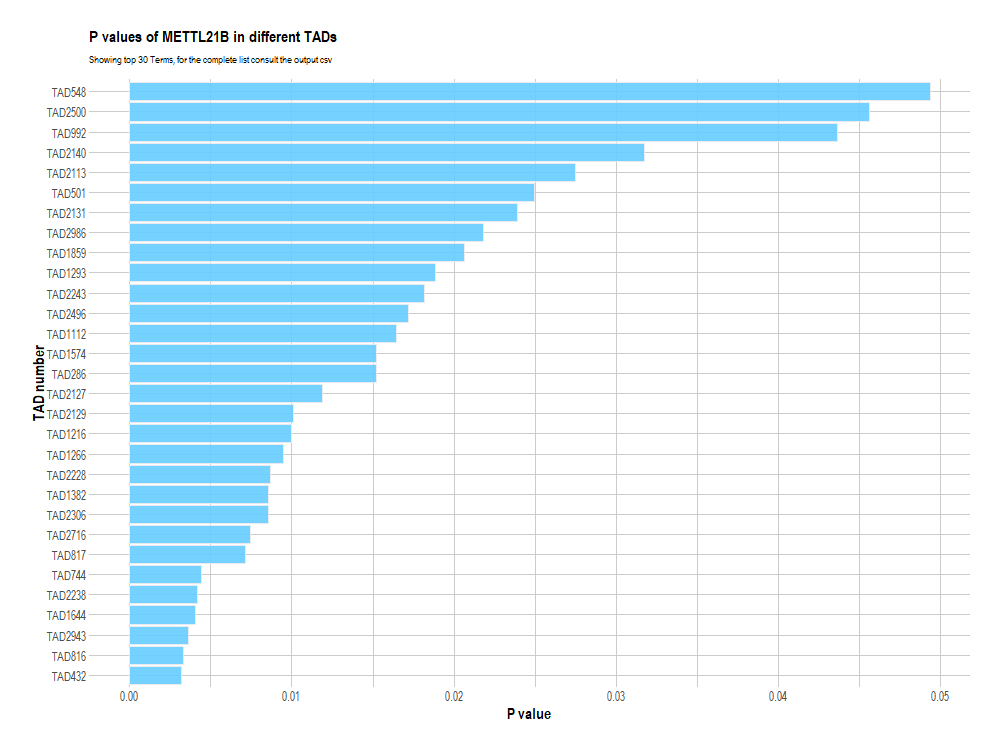 P values of METTL21B in different TADs
Showing top 30 Terms, for the complete list consult the output csv
TAD548
TAD2500
TAD992
TAD2140
TAD2113
TAD501
TAD2131
TAD2986
TAD1859
TAD1293
TAD2243
TAD2496
TAD1112
TAD1574
TAD286
TAD2127
TAD2129
TAD1216
TAD1266
TAD2228
TAD1382
TAD2306
TAD2716
TAD817
TAD744
TAD2238
TAD1644
TAD2943
TAD816
TAD432
TAD number
0.00 0.01 0.02 0.03 0.04 0.05
P value